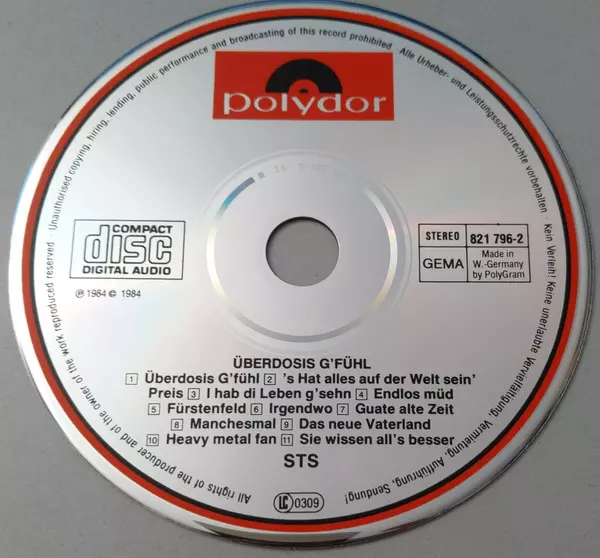 polydor
COMPACT
disc
DIGITAL AUDIO
℗ 1984 © 1984
STEREO 821 796-2
GEMA
Made in
W.-Germany
by PolyGram
ÜBERDOSIS G'FÜHL
1 Überdosis G'fühl 2 's Hat alles auf der Welt sein'
Preis 3 I hab di Leben g'sehn 4 Endlos müd
5 Fürstenfeld 6 Irgendwo 7 Guate alte Zeit
8 Manchesmal 9 Das neue Vaterland
10 Heavy metal fan 11 Sie wissen all's besser
STS
LC 0309
All rights of the producer and of the owner of the work reproduced reserved - Unauthorised copying, hiring, lending, public performance and broadcasting of this record prohibited - Alle Urheber- und Leistungsschutzrechte vorbehalten - Kein Verleih! Keine unerlaubte Vervielfältigung, Vermietung, Aufführung, Sendung!